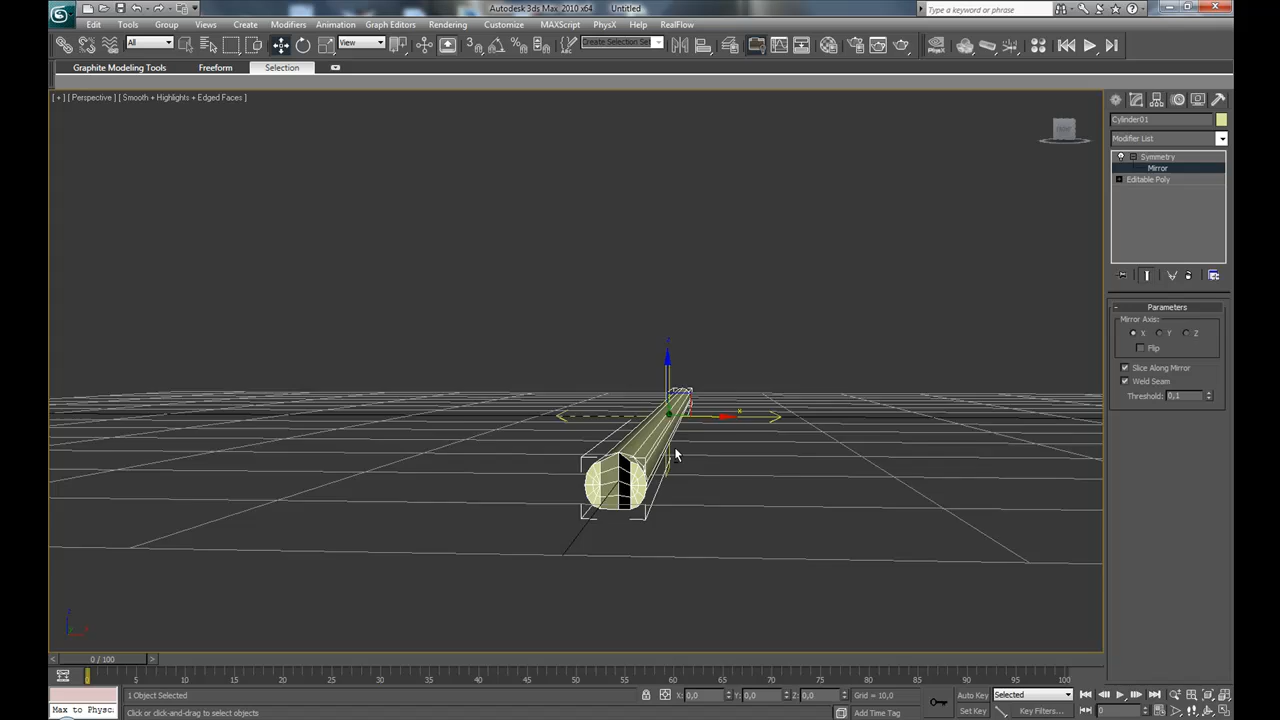 Autodesk 3ds Max 2010 x64 Untitled
Type a keyword or phrase
Edit Tools Group Views Create Modifiers Animation Graph Editors Rendering Customize MAXScript PhysX Help RealFlow
All View Create Selection Set
Graphite Modeling Tools Freeform Selection
[ + ] [ Perspective ] [ Smooth + Highlights + Edged Faces ]
Cylinder01
Modifier List
Symmetry
Mirror
Editable Poly
Parameters
Mirror Axis:
X Y Z
Flip
Slice Along Mirror
Weld Seam
Threshold: 0,1
z
x
0 / 100
0 5 10 15 20 25 30 35 40 45 50 55 60 65 70 75 80 85 90 95 100
1 Object Selected X: 0,0 Y: 0,0 Z: 0,0 Grid = 10,0 Auto Key Selected
Max to Physc Click or click-and-drag to select objects Add Time Tag Set Key Key Filters... 0